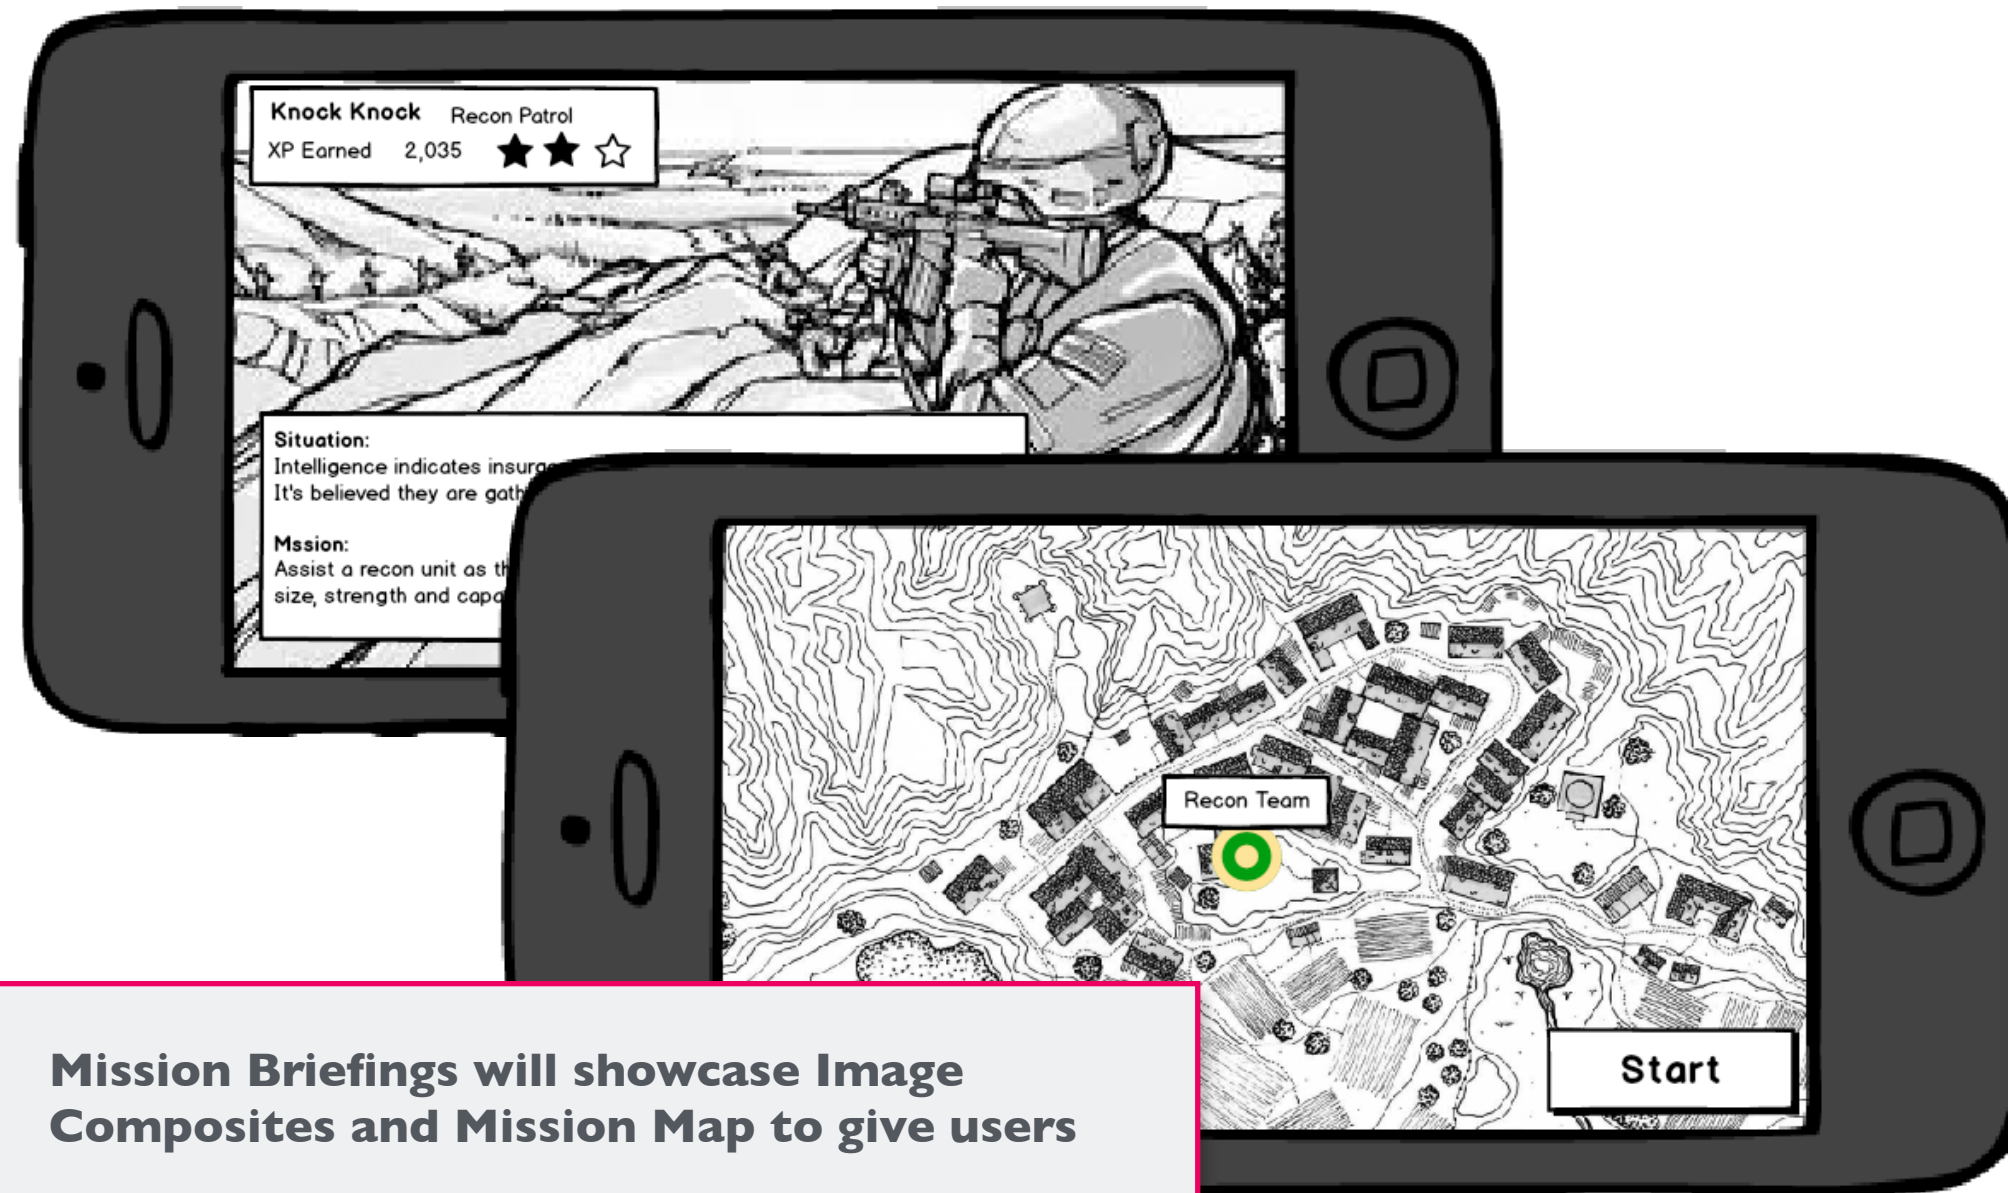 Knock Knock Recon Patrol
XP Earned 2,035
Situation:
Intelligence indicates
It's believed they are
Mssion:
Assist a recon unit as
size, strength and
Recon Team
Start
Mission Briefings will showcase Image
Composites and Mission Map to give users